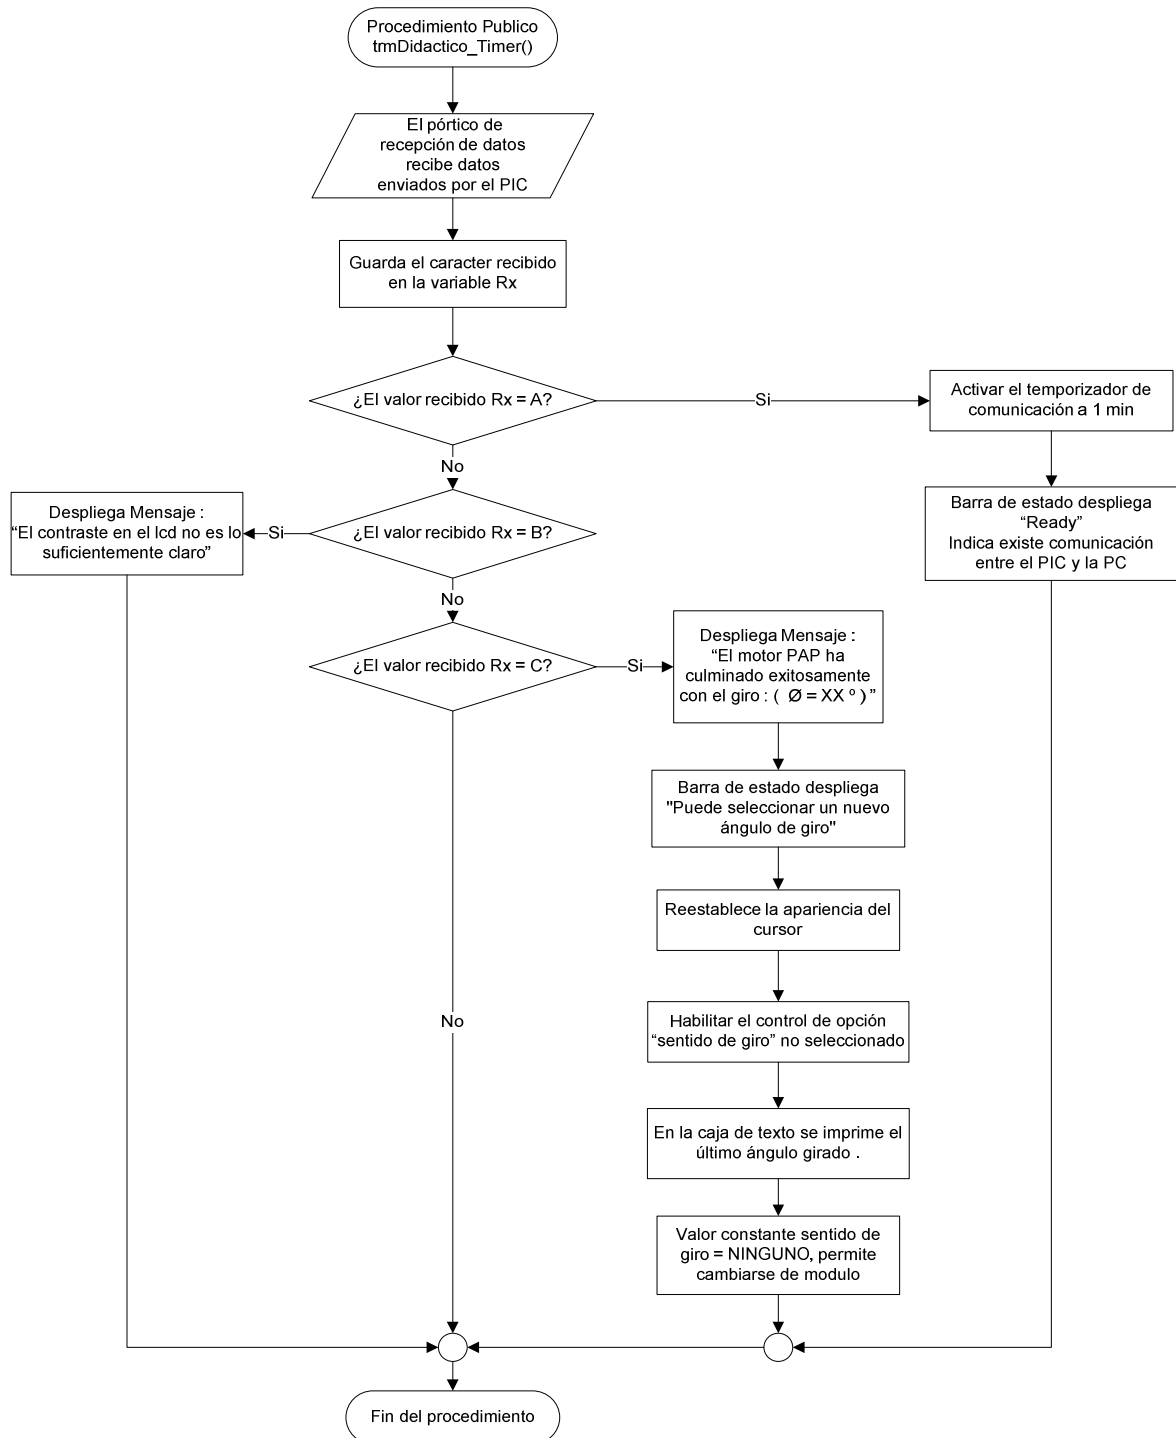 Procedimiento Publico
trmDidactico_Timer()
El pórtico de
recepción de datos
recibe datos
enviados por el PIC
Guarda el caracter recibido
en la variable Rx
¿El valor recibido Rx = A?
Si
Activar el temporizador de
comunicación a 1 min
Barra de estado despliega
“Ready”
Indica existe comunicación
entre el PIC y la PC
No
¿El valor recibido Rx = B?
Si
Despliega Mensaje :
“El contraste en el lcd no es lo
suficientemente claro”
No
¿El valor recibido Rx = C?
Si
Despliega Mensaje :
“El motor PAP ha
culminado exitosamente
con el giro : ( Ø = XX º ) ”
Barra de estado despliega
"Puede seleccionar un nuevo
ángulo de giro"
Reestablece la apariencia del
cursor
Habilitar el control de opción
“sentido de giro” no seleccionado
En la caja de texto se imprime el
último ángulo girado .
Valor constante sentido de
giro = NINGUNO, permite
cambiarse de modulo
No
Fin del procedimiento